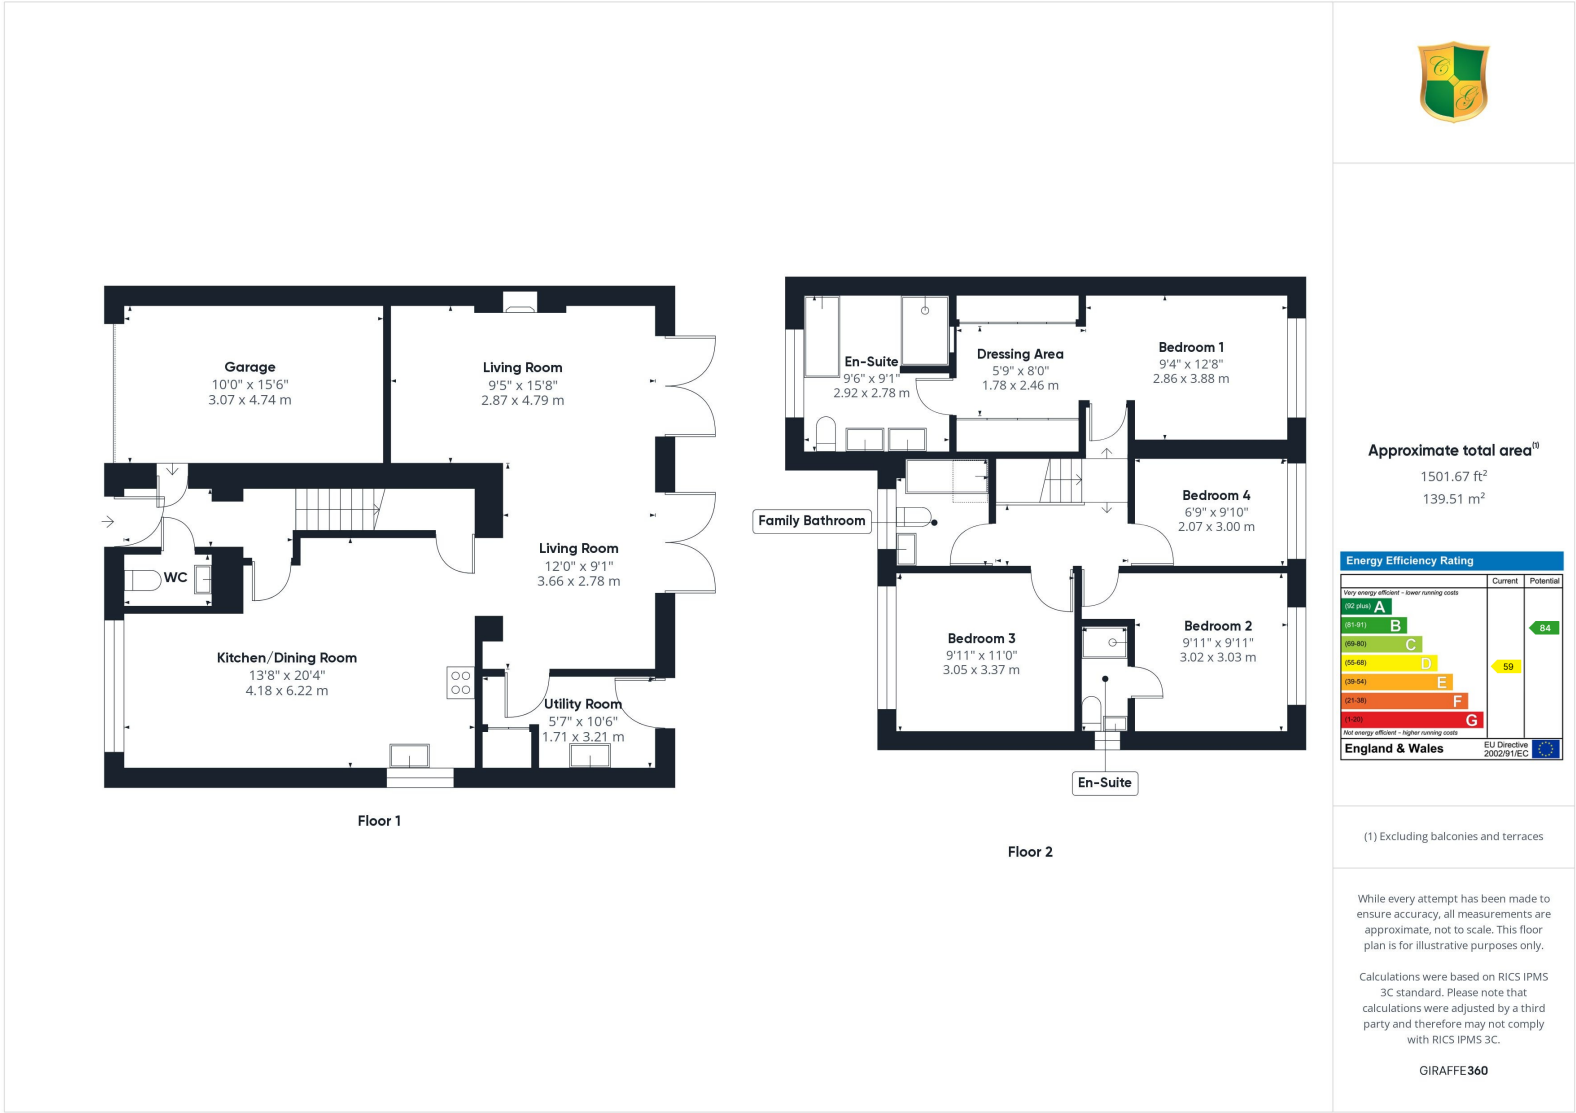 Garage
10'0" x 15'6"
3.07 x 4.74 m
Living Room
9'5" x 15'8"
2.87 x 4.79 m
Living Room
12'0" x 9'1"
3.66 x 2.78 m
WC
Kitchen/Dining Room
13'8" x 20'4"
4.18 x 6.22 m
Utility Room
5'7" x 10'6"
1.71 x 3.21 m
Floor 1
En-Suite
9'6" x 9'1"
2.92 x 2.78 m
Dressing Area
5'9" x 8'0"
1.78 x 2.46 m
Bedroom 1
9'4" x 12'8"
2.86 x 3.88 m
Family Bathroom
Bedroom 4
6'9" x 9'10"
2.07 x 3.00 m
Bedroom 3
9'11" x 11'0"
3.05 x 3.37 m
Bedroom 2
9'11" x 9'11"
3.02 x 3.03 m
En-Suite
Floor 2
C
G
Approximate total area(1)
1501.67 ft²
139.51 m²
Energy Efficiency Rating
Current Potential
Very energy efficient – lower running costs
(92 plus) A
(81-91) B
84
(69-80) C
(55-68) D
59
(39-54) E
(21-38) F
(1-20) G
Not energy efficient – higher running costs
England & Wales
EU Directive
2002/91/EC
(1) Excluding balconies and terraces
While every attempt has been made to
ensure accuracy, all measurements are
approximate, not to scale. This floor
plan is for illustrative purposes only.
Calculations were based on RICS IPMS
3C standard. Please note that
calculations were adjusted by a third
party and therefore may not comply
with RICS IPMS 3C.
GIRAFFE360